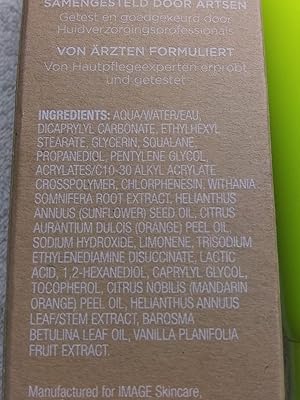 SAMENGESTELD DOOR ARTSEN
Getest en goedgekeurd door
Huidverzorgingsprofessionals
VON ÄRZTEN FORMULIERT
Von Hautpflegeexperten erprobt
und getestet
INGREDIENTS: AQUA/WATER/EAU,
DICAPRYLYL CARBONATE, ETHYLHEXYL
STEARATE, GLYCERIN, SQUALANE,
PROPANEDIOL, PENTYLENE GLYCOL,
ACRYLATES/C10-30 ALKYL ACRYLATE
CROSSPOLYMER, CHLORPHENESIN, WITHANIA
SOMNIFERA ROOT EXTRACT, HELIANTHUS
ANNUUS (SUNFLOWER) SEED OIL, CITRUS
AURANTIUM DULCIS (ORANGE) PEEL OIL,
SODIUM HYDROXIDE, LIMONENE, TRISODIUM
ETHYLENEDIAMINE DISUCCINATE, LACTIC
ACID, 1,2-HEXANEDIOL, CAPRYLYL GLYCOL,
TOCOPHEROL, CITRUS NOBILIS (MANDARIN
ORANGE) PEEL OIL, HELIANTHUS ANNUUS
LEAF/STEM EXTRACT, BAROSMA
BETULINA LEAF OIL, VANILLA PLANIFOLIA
FRUIT EXTRACT
Manufactured for IMAGE Skincare,